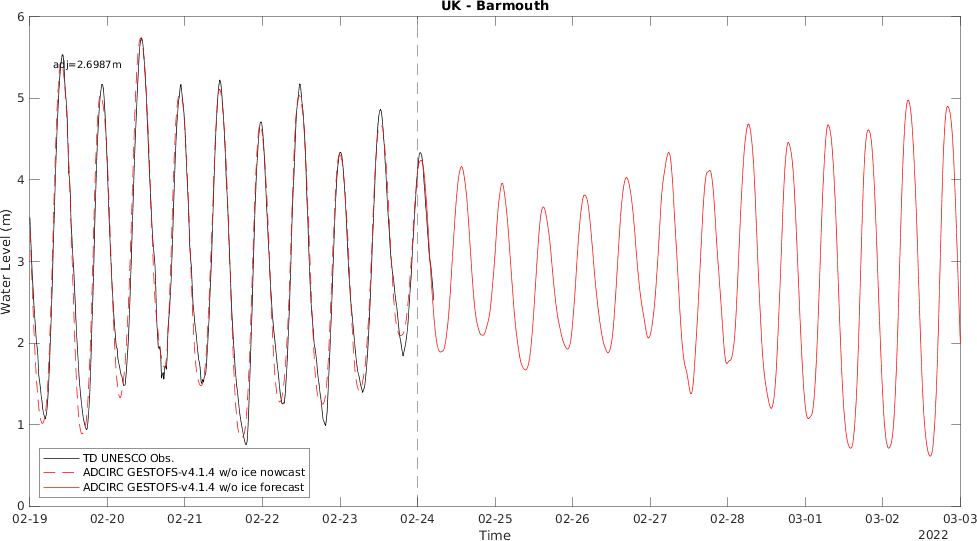 UK - Barmouth
6
adj=2.6987m
5
4
3
2
1
0
Water Level (m)
TD UNESCO Obs.
ADCIRC GESTOFS-v4.1.4 w/o ice nowcast
ADCIRC GESTOFS-v4.1.4 w/o ice forecast
02-19 02-20 02-21 02-22 02-23 02-24 02-25 02-26 02-27 02-28 03-01 03-02 03-03
Time
2022